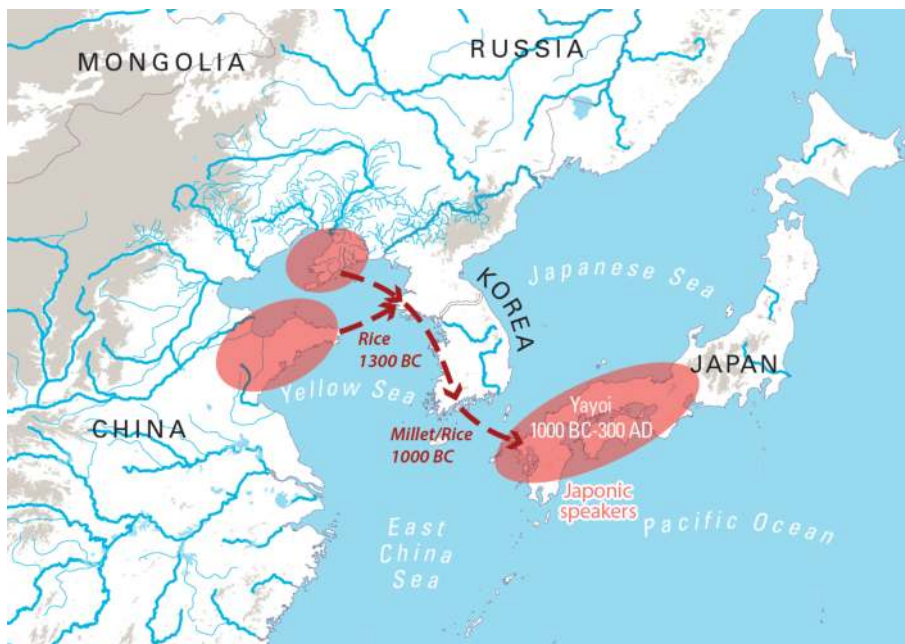 MONGOLIA
RUSSIA
KOREA
Japanese Sea
Rice
1300 BC
JAPAN
Yellow Sea
Yayoi
1000 BC-300 AD
CHINA
Millet/Rice
1000 BC
Japonic
speakers
East
China
Sea
Pacific Ocean